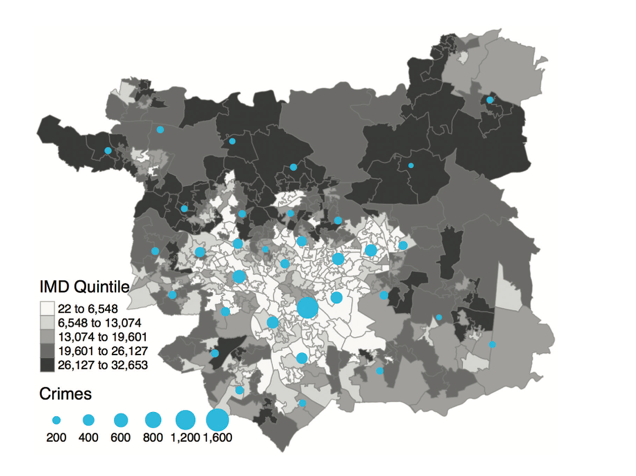 IMD Quintile
22 to 6,548
6,548 to 13,074
13,074 to 19,601
19,601 to 26,127
26,127 to 32,653
Crimes
200 400 600 800 1,200 1,600